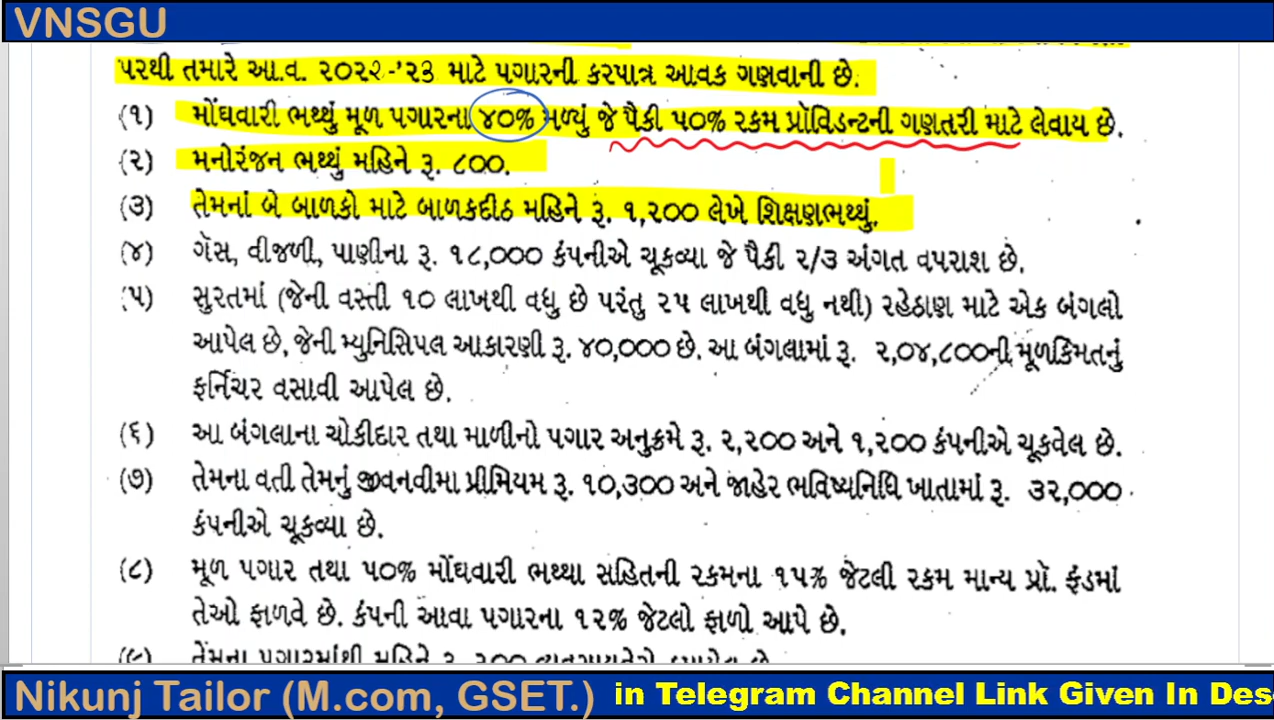 VNSGU
પરથી તમારે આ.વ. ૨૦૨૨-'૨૩ માટે પગારની કરપાત્ર આવક ગણવાની છે.
(૧) મોંઘવારી ભથ્થું મૂળ પગારના ૪૦% મળ્યું જે પૈકી ૫૦% રકમ પ્રૉવિડન્ટની ગણતરી માટે લેવાય છે.
(૨) મનોરંજન ભથ્થું મહિને રૂ. ૮૦૦.
(૩) તેમનાં બે બાળકો માટે બાળકદીઠ મહિને રૂ. ૧,૨૦૦ લેખે શિક્ષણભથ્થું.
(૪) ગૅસ, વીજળી, પાણીના રૂ. ૧૮,૦૦૦ કંપનીએ ચૂકવ્યા જે પૈકી ૨/૩ અંગત વપરાશ છે.
(૫) સુરતમાં (જેની વસ્તી ૧૦ લાખથી વધુ છે પરંતુ ૨૫ લાખથી વધુ નથી) રહેઠાણ માટે એક બંગલો
આપેલ છે, જેની મ્યુનિસિપલ આકારણી રૂ. ૪૦,૦૦૦ છે. આ બંગલામાં રૂ. ૨,૦૪,૮૦૦ની મૂળકિંમતનું
ફર્નિચર વસાવી આપેલ છે.
(૬) આ બંગલાના ચોકીદાર તથા માળીનો પગાર અનુક્રમે રૂ. ૨,૨૦૦ અને ૧,૨૦૦ કંપનીએ ચૂકવેલ છે.
(૭) તેમના વતી તેમનું જીવનવીમા પ્રીમિયમ રૂ. ૧૦,૩૦૦ અને જાહેર ભવિષ્યનિધિ ખાતામાં રૂ. ૩૨,૦૦૦
કંપનીએ ચૂકવ્યા છે.
(૮) મૂળ પગાર તથા ૫૦% મોંઘવારી ભથ્થા સહિતની રકમના ૧૫% જેટલી રકમ માન્ય પ્રૉ. ફંડમાં
તેઓ ફાળવે છે. કંપની આવા પગારના ૧૨% જેટલો ફાળો આપે છે.
(૯) તેમના પગારમાંથી મહિને રૂ.
Nikunj Tailor (M.com, GSET.) in Telegram Channel Link Given In Des